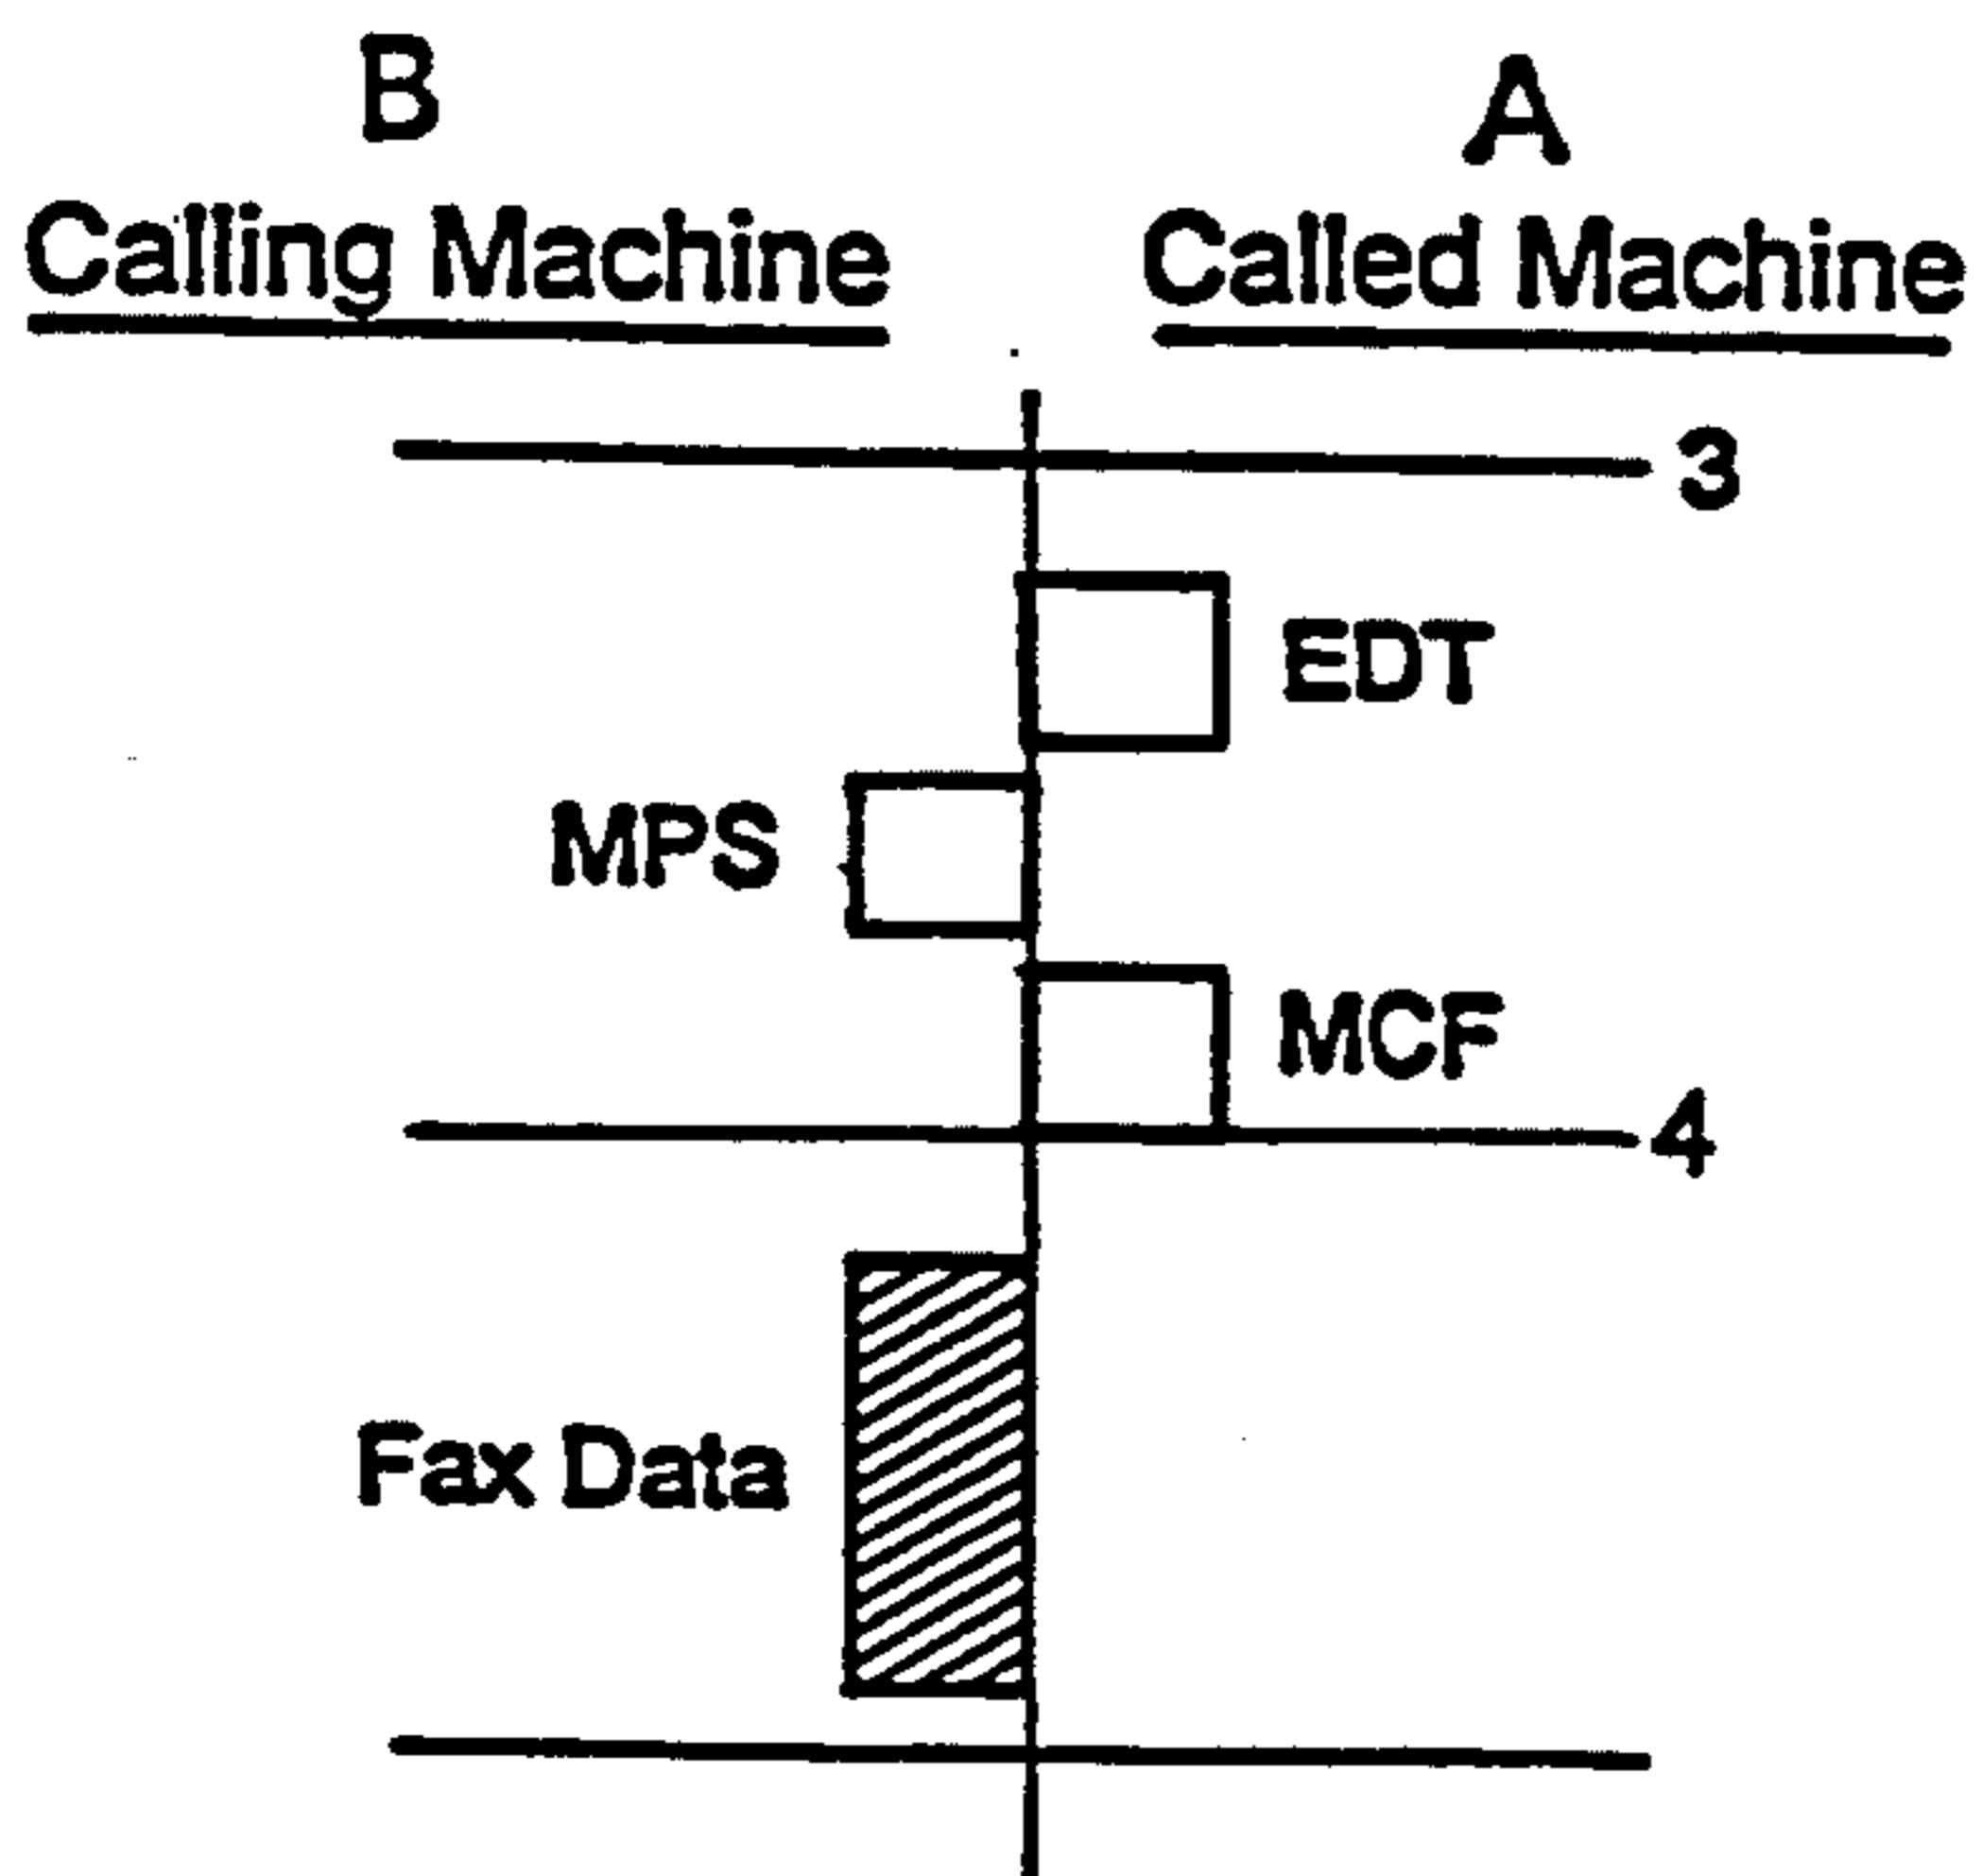 B
A
Calling Machine
Called Machine
3
EDT
MPS
MCF
4
Fax Data